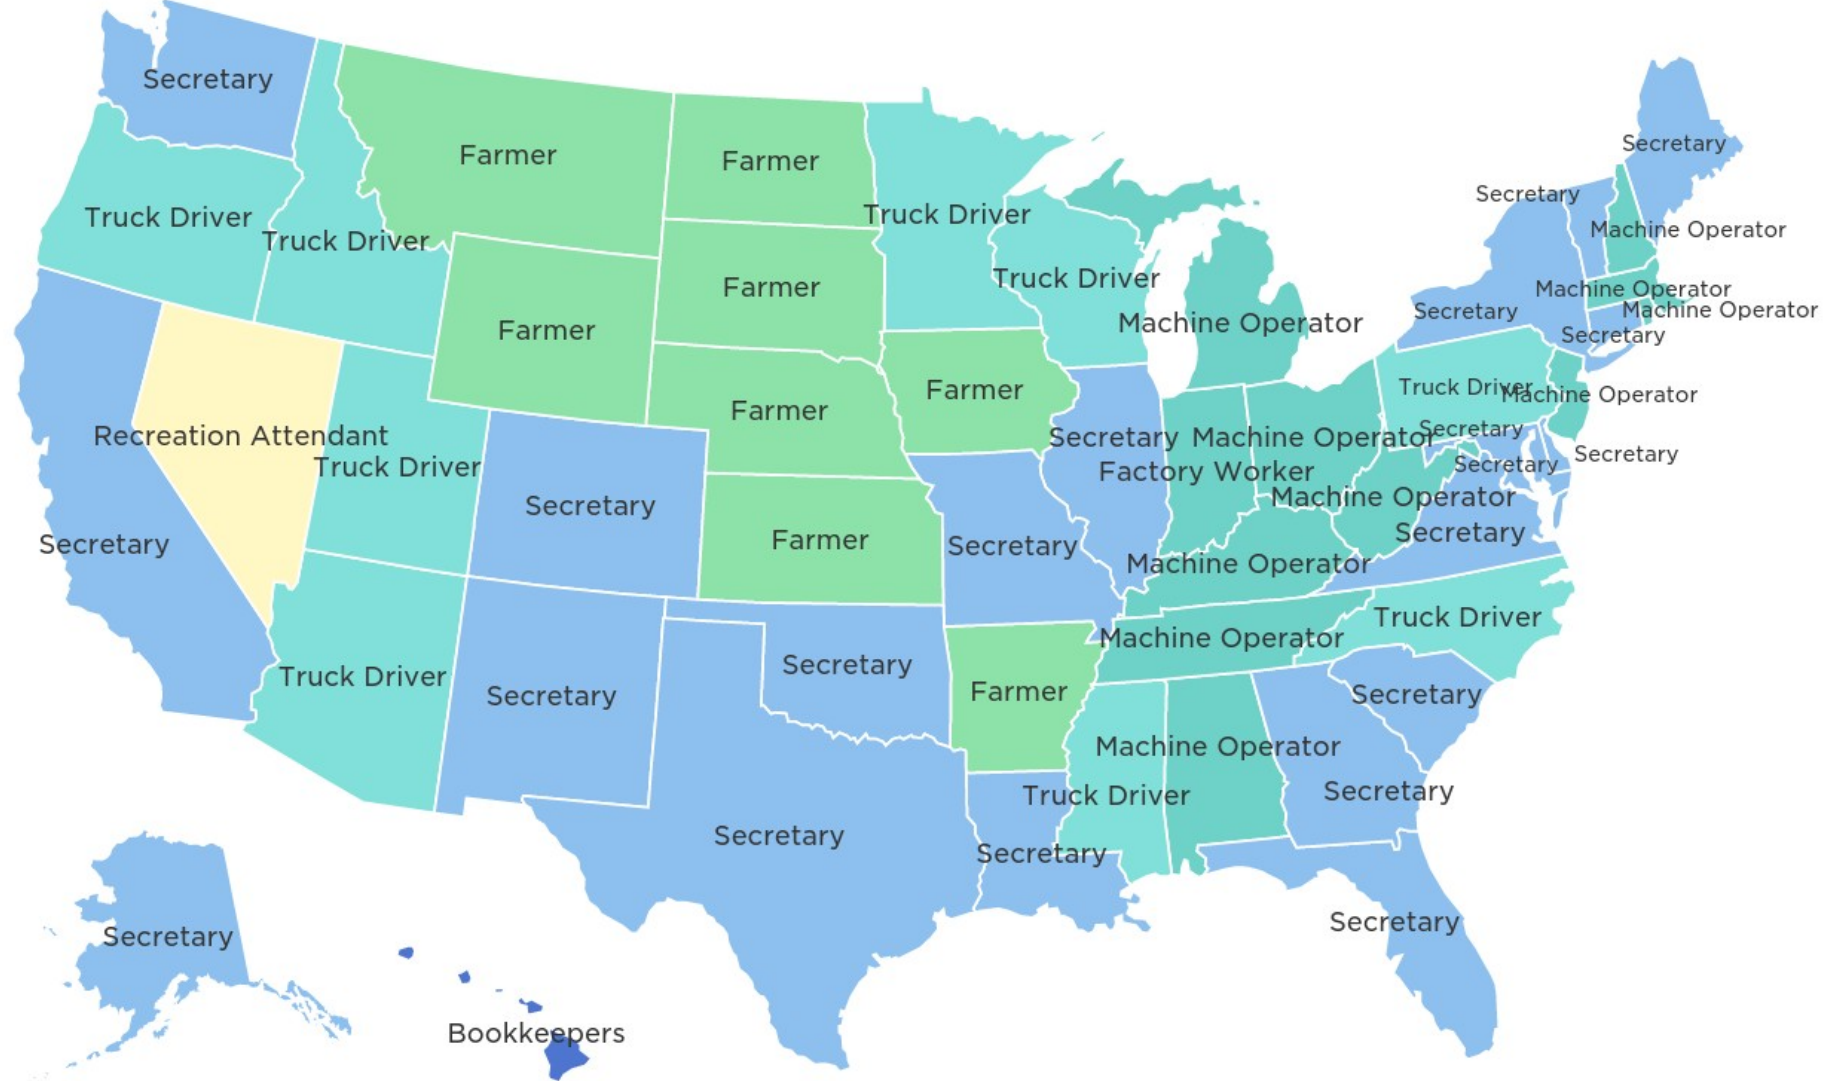 Secretary
Secretary
Farmer
Farmer
Secretary
Truck Driver
Truck Driver
Truck Driver
Machine Operator
Truck Driver
Truck Driver
Farmer
Machine Operator
Machine Operator
Secretary
Farmer
Machine Operator
Secretary
Truck Driver
Machine Operator
Farmer
Farmer
Secretary
Recreation Attendant
Secretary
Machine Operator
Secretary
Truck Driver
Factory Worker
Secretary
Machine Operator
Secretary
Secretary
Farmer
Secretary
Secretary
Machine Operator
Truck Driver
Machine Operator
Secretary
Truck Driver
Farmer
Secretary
Secretary
Machine Operator
Secretary
Truck Driver
Secretary
Secretary
Secretary
Secretary
Bookkeepers